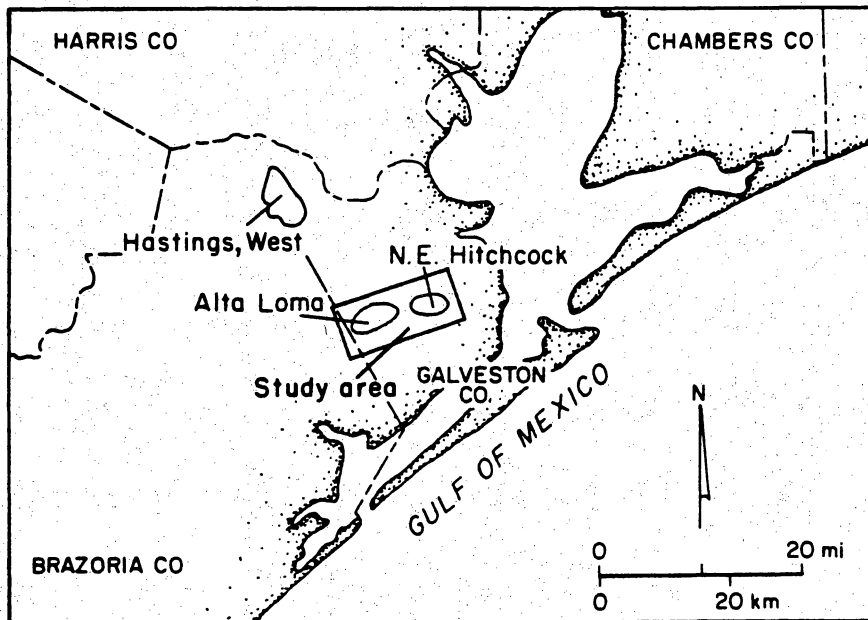 HARRIS CO
CHAMBERS CO
Hastings, West
N.E. Hitchcock
Alta Loma
Study area
GALVESTON
CO.
GULF OF MEXICO
N
BRAZORIA CO
0 20 mi
0 20 km